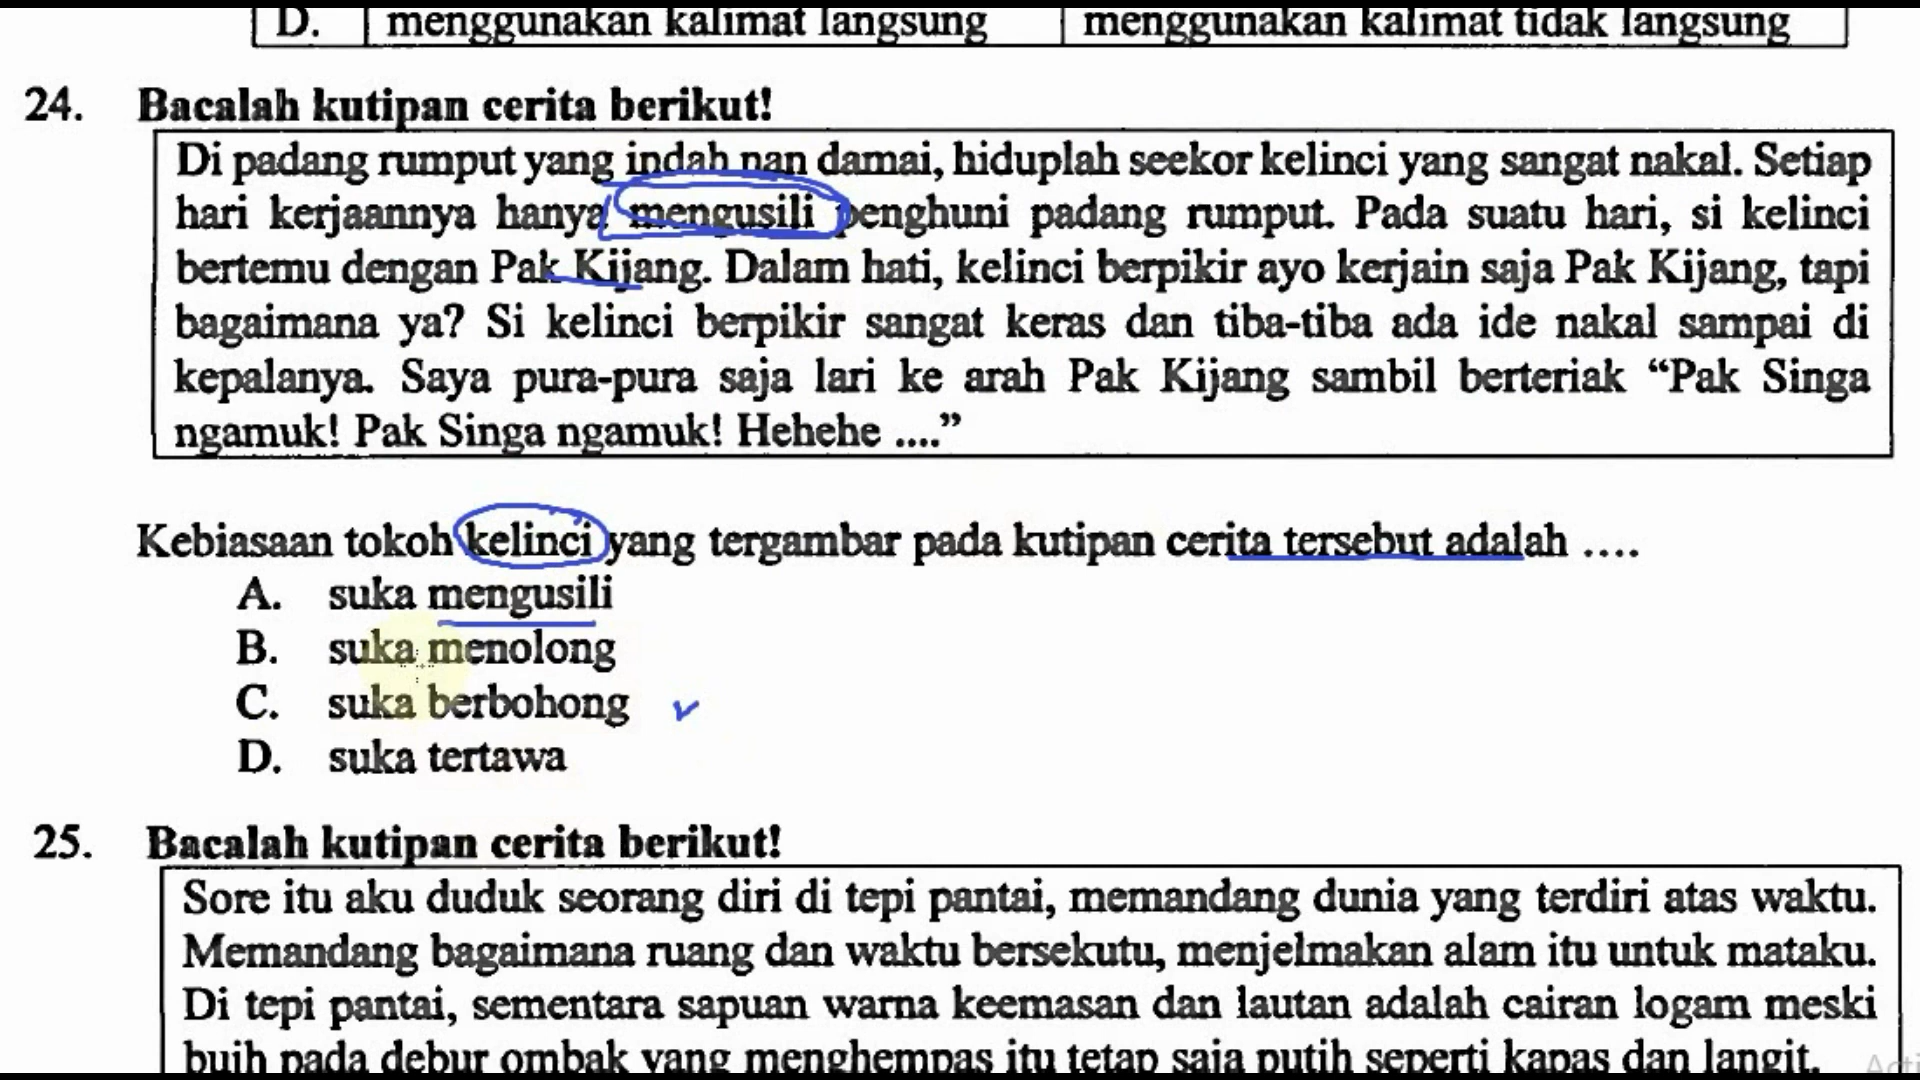 D. menggunakan kalimat langsung menggunakan kalimat tidak langsung
24. Bacalah kutipan cerita berikut!
Di padang rumput yang indah nan damai, hiduplah seekor kelinci yang sangat nakal. Setiap
hari kerjaannya hanya mengusili penghuni padang rumput. Pada suatu hari, si kelinci
bertemu dengan Pak Kijang. Dalam hati, kelinci berpikir ayo kerjain saja Pak Kijang, tapi
bagaimana ya? Si kelinci berpikir sangat keras dan tiba-tiba ada ide nakal sampai di
kepalanya. Saya pura-pura saja lari ke arah Pak Kijang sambil berteriak “Pak Singa
ngamuk! Pak Singa ngamuk! Hehehe ....”
Kebiasaan tokoh kelinci yang tergambar pada kutipan cerita tersebut adalah ....
A. suka mengusili
B. suka menolong
C. suka berbohong
D. suka tertawa
25. Bacalah kutipan cerita berikut!
Sore itu aku duduk seorang diri di tepi pantai, memandang dunia yang terdiri atas waktu.
Memandang bagaimana ruang dan waktu bersekutu, menjelmakan alam itu untuk mataku.
Di tepi pantai, sementara sapuan warna keemasan dan lautan adalah cairan logam meski
buih pada debur ombak yang menghempas itu tetap saja putih seperti kapas dan langit.